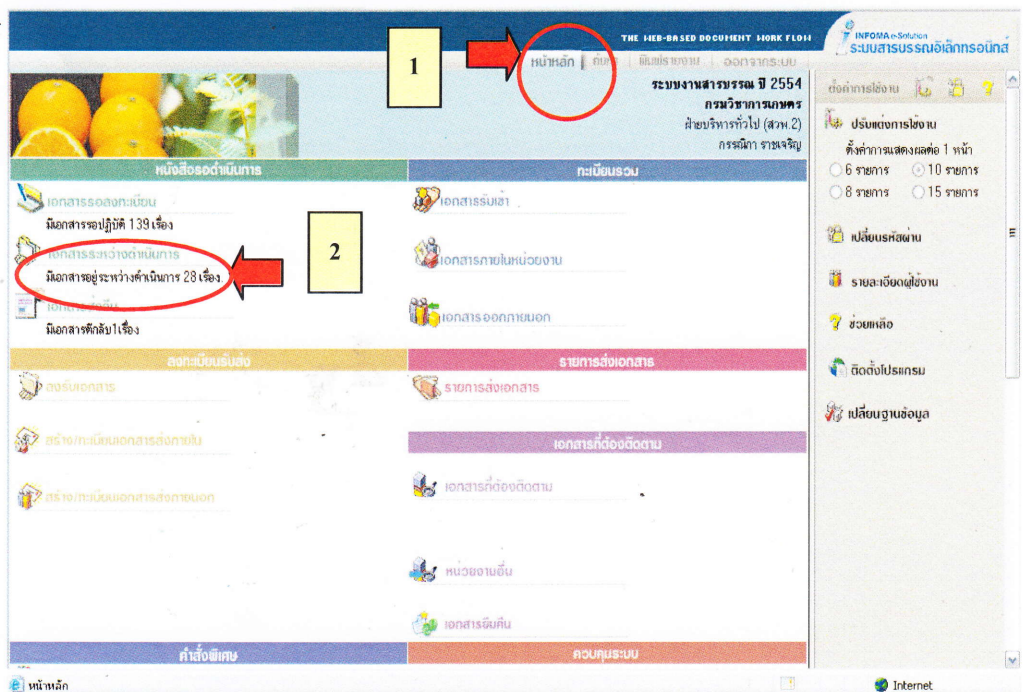 THE WEB-BASED DOCUMENT WORK FLOW
INFOMA e-Solution
ระบบสารบรรณอิเล็กทรอนิกส์
1
หน้าหลัก | ค้นหา | พิมพ์รายงาน | ออกจากระบบ
ระบบงานสารบรรณ ปี 2554
กรมวิชาการเกษตร
ฝ่ายบริหารทั่วไป (สวพ.2)
กรรณิกา ราชเจริญ
หนังสือรอดำเนินการ
เอกสารรอลงทะเบียน
มีเอกสารรอปฏิบัติ 139 เรื่อง
เอกสารระหว่างดำเนินการ
มีเอกสารอยู่ระหว่างดำเนินการ 28 เรื่อง
2
มีเอกสารตีกลับ 1 เรื่อง
ทะเบียนรวม
เอกสารรับเข้า
เอกสารภายในหน่วยงาน
เอกสารออกภายนอก
ลงทะเบียนรับส่ง
ลงรับเอกสาร
สร้าง/ทะเบียนเอกสารส่งภายใน
สร้าง/ทะเบียนเอกสารส่งภายนอก
รายการส่งเอกสาร
รายการส่งเอกสาร
เอกสารที่ต้องติดตาม
เอกสารที่ต้องติดตาม
หน่วยงานอื่น
เอกสารยืมคืน
คำสั่งพิเศษ
ควบคุมระบบ
ตั้งค่าการใช้งาน
ปรับแต่งการใช้งาน
ตั้งค่าการแสดงผลต่อ 1 หน้า
6 รายการ 10 รายการ
8 รายการ 15 รายการ
เปลี่ยนรหัสผ่าน
รายละเอียดผู้ใช้งาน
ช่วยเหลือ
ติดตั้งโปรแกรม
เปลี่ยนฐานข้อมูล
หน้าหลัก
Internet